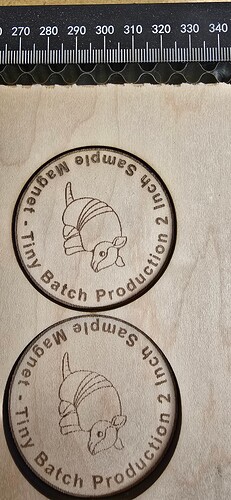 270 280 290 300 310 320 330 340
Tiny Batch Production 2 Inch Sample Magnet -
Tiny Batch Production 2 Inch Sample Magnet -